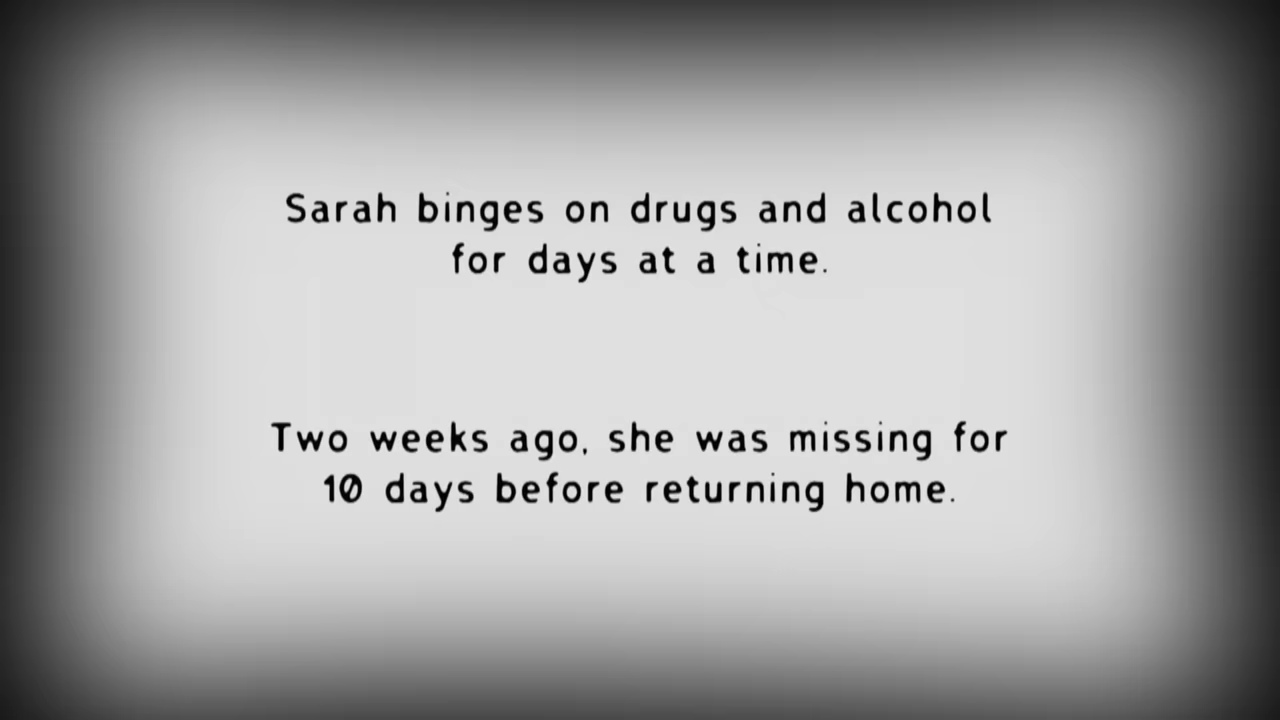 Sarah binges on drugs and alcohol
for days at a time.
Two weeks ago, she was missing for
10 days before returning home.